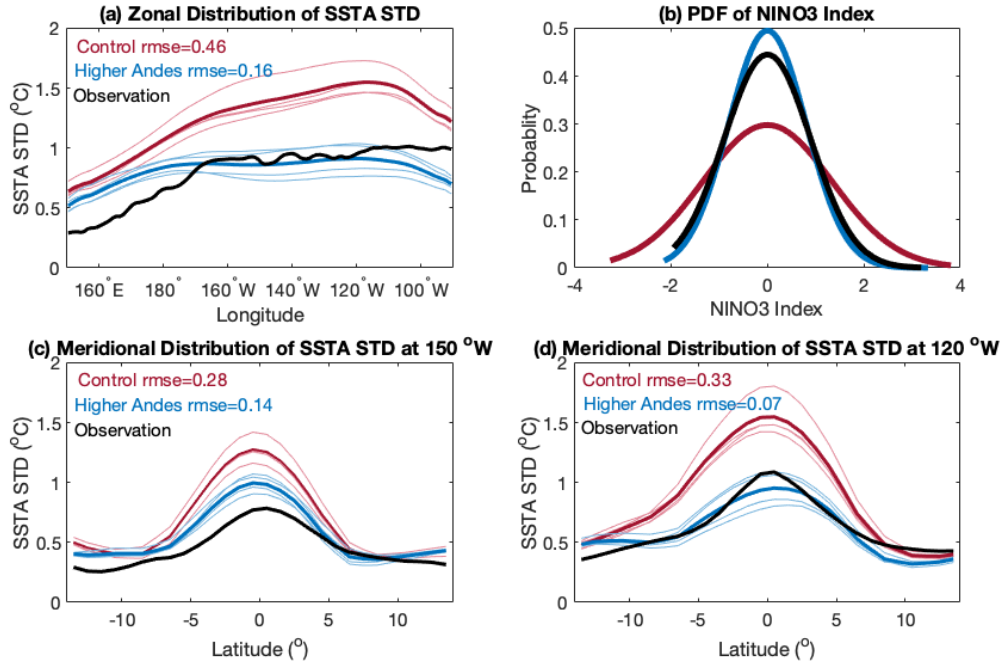 (a) Zonal Distribution of SSTA STD
2
1.5
1
0.5
0
SSTA STD (°C)
Control rmse=0.46
Higher Andes rmse=0.16
Observation
160°E 180° 160°W 140°W 120°W 100°W
Longitude
(b) PDF of NINO3 Index
0.5
0.4
0.3
0.2
0.1
0
Probablity
-4 -2 0 2 4
NINO3 Index
(c) Meridional Distribution of SSTA STD at 150 °W
2
1.5
1
0.5
0
SSTA STD (°C)
Control rmse=0.28
Higher Andes rmse=0.14
Observation
-10 -5 0 5 10
Latitude (°)
(d) Meridional Distribution of SSTA STD at 120 °W
2
1.5
1
0.5
0
SSTA STD (°C)
Control rmse=0.33
Higher Andes rmse=0.07
Observation
-10 -5 0 5 10
Latitude (°)